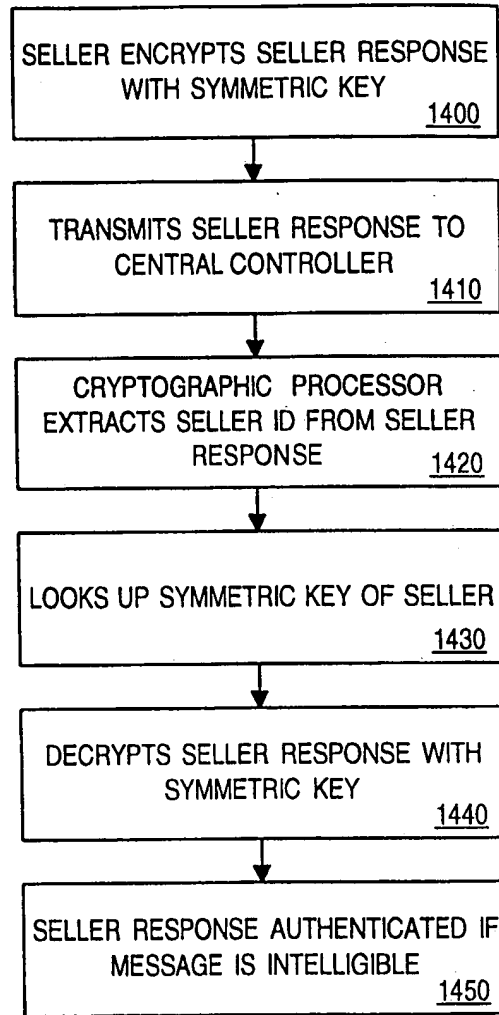 SELLER ENCRYPTS SELLER RESPONSE
WITH SYMMETRIC KEY
1400
TRANSMITS SELLER RESPONSE TO
CENTRAL CONTROLLER
1410
CRYPTOGRAPHIC PROCESSOR
EXTRACTS SELLER ID FROM SELLER
RESPONSE
1420
LOOKS UP SYMMETRIC KEY OF SELLER
1430
DECRYPTS SELLER RESPONSE WITH
SYMMETRIC KEY
1440
SELLER RESPONSE AUTHENTICATED IF
MESSAGE IS INTELLIGIBLE
1450